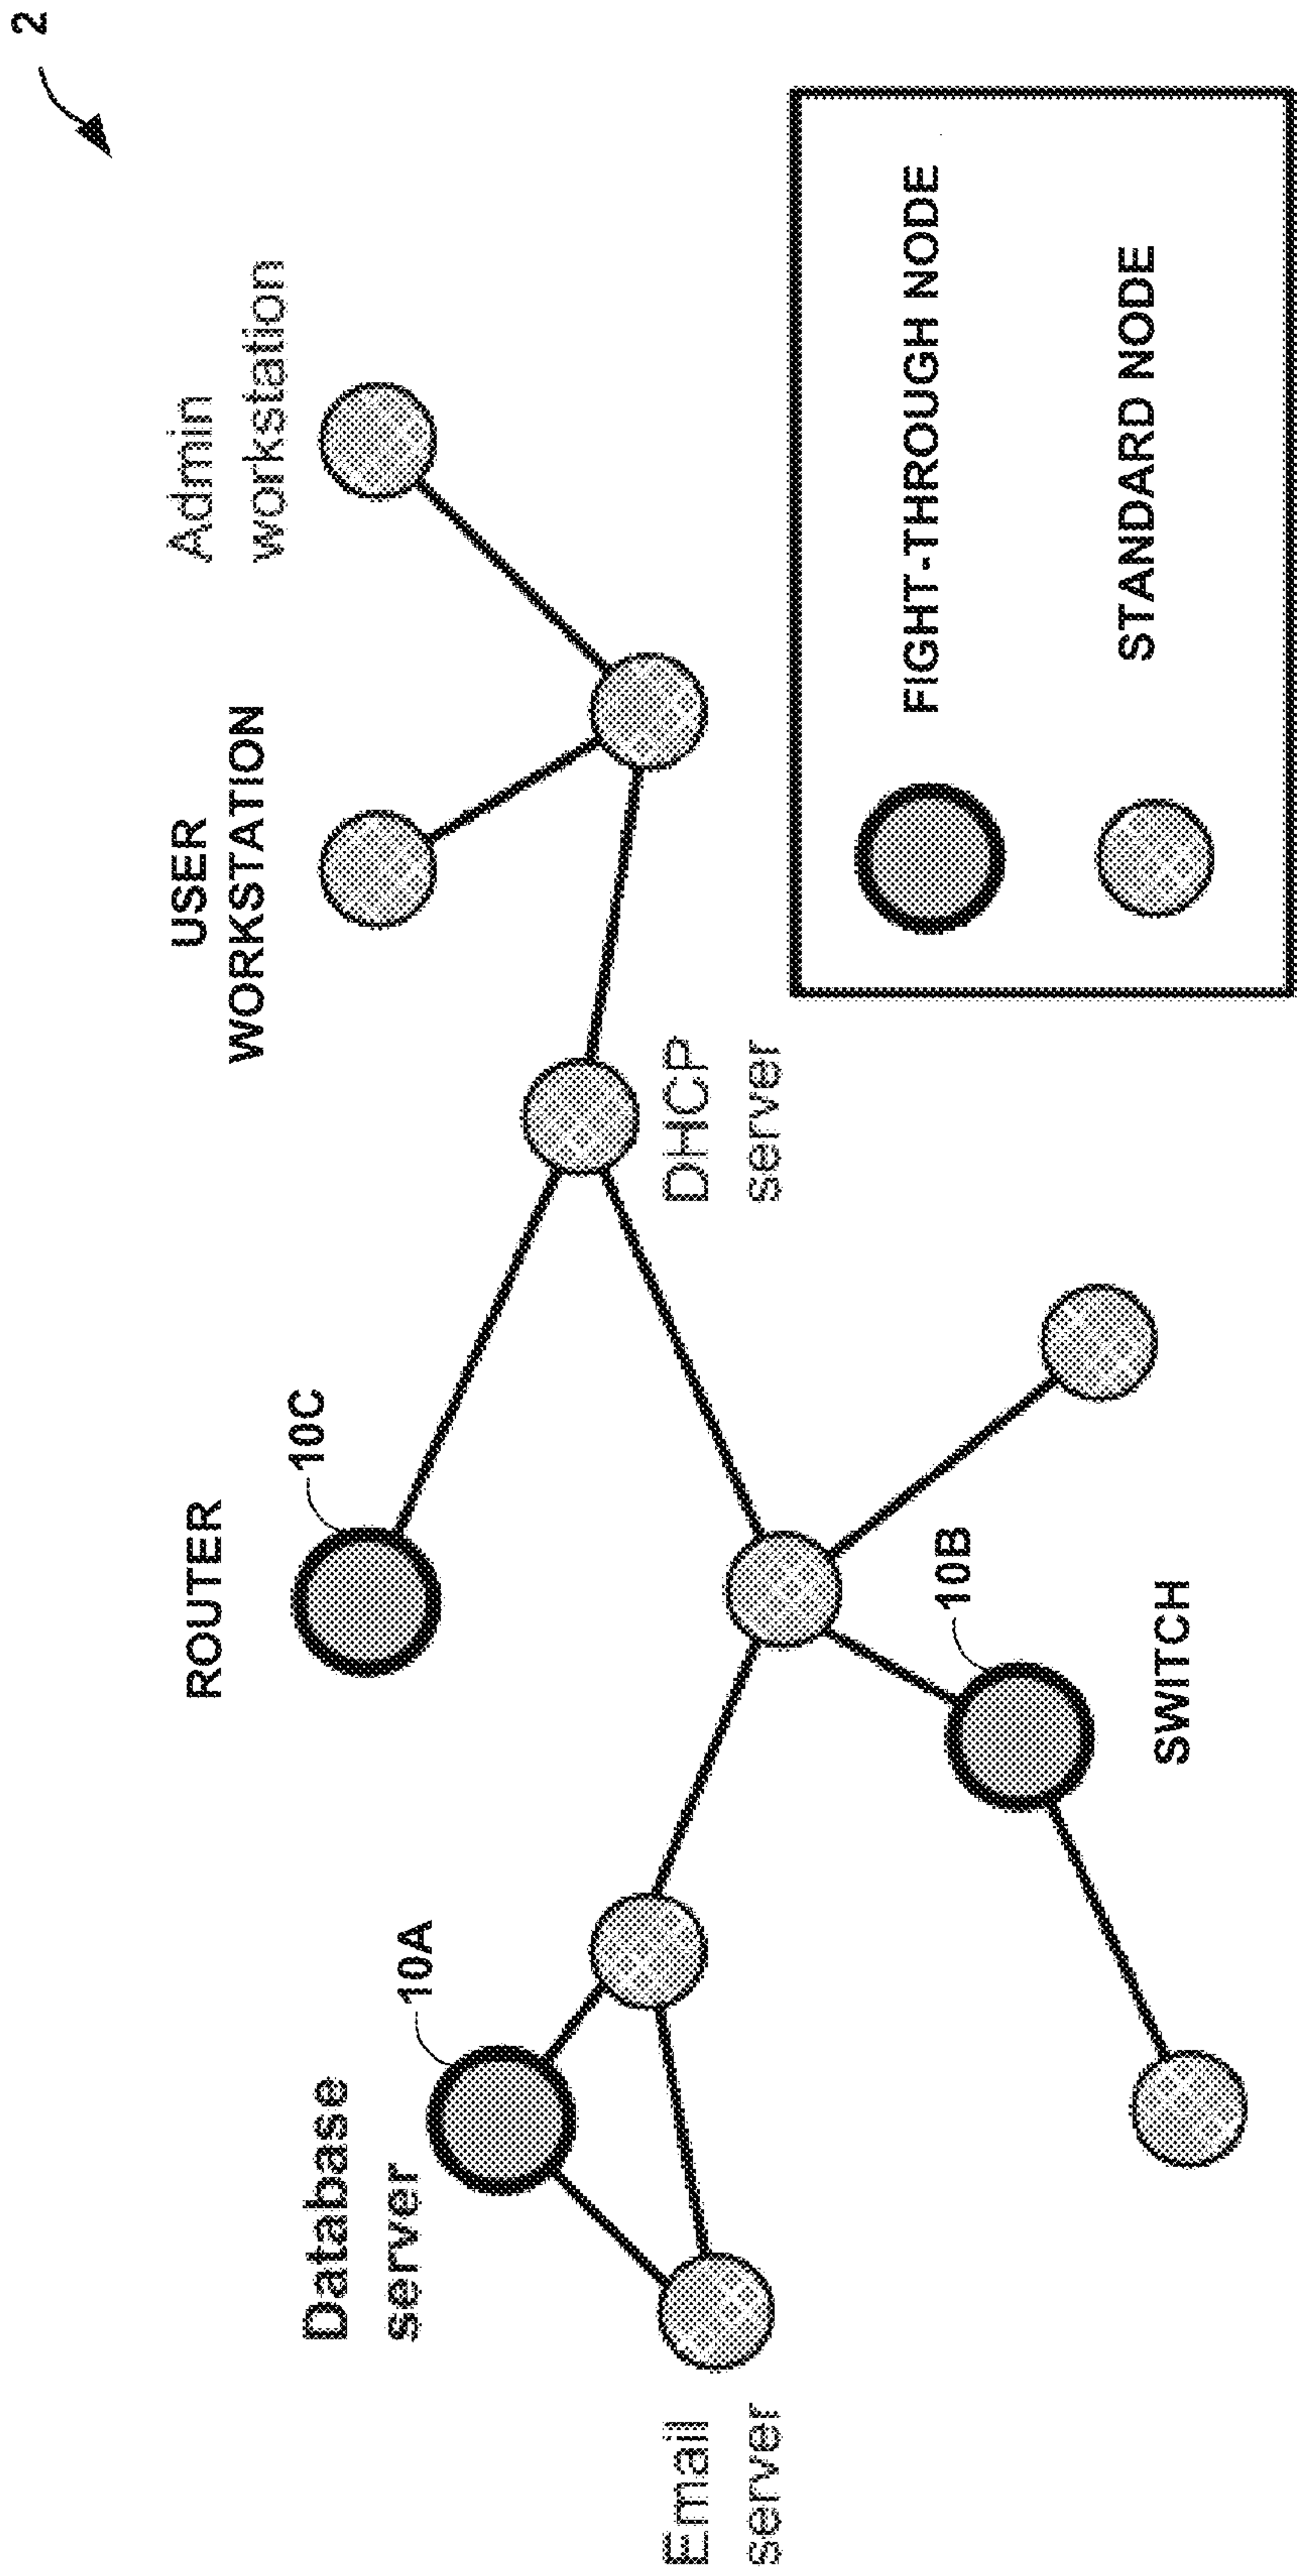 2
Admin
workstation
USER
WORKSTATION
ROUTER
10C
DHCP
server
Database
server
10A
10B
SWITCH
Email
server
FIGHT-THROUGH NODE
STANDARD NODE